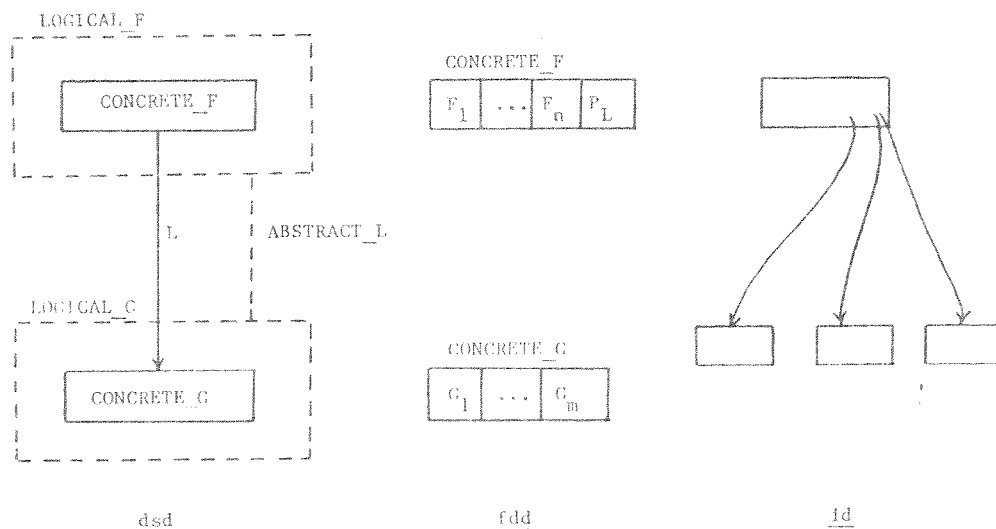 LOGICAL_F
CONCRETE_F
CONCRETE_F
F1 ... Fn PL
L
ABSTRACT_L
LOGICAL_G
CONCRETE_G
CONCRETE_G
G1 ... Gm
dsd
fdd
id